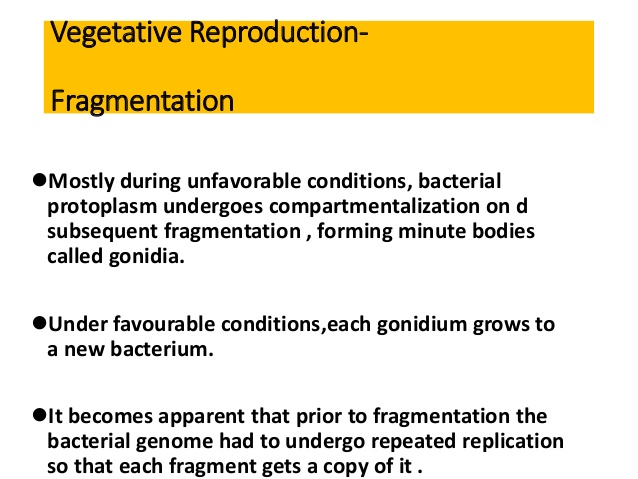 Vegetative Reproduction-
Fragmentation
●Mostly during unfavorable conditions, bacterial
protoplasm undergoes compartmentalization on d
subsequent fragmentation , forming minute bodies
called gonidia.
●Under favourable conditions,each gonidium grows to
a new bacterium.
●It becomes apparent that prior to fragmentation the
bacterial genome had to undergo repeated replication
so that each fragment gets a copy of it .